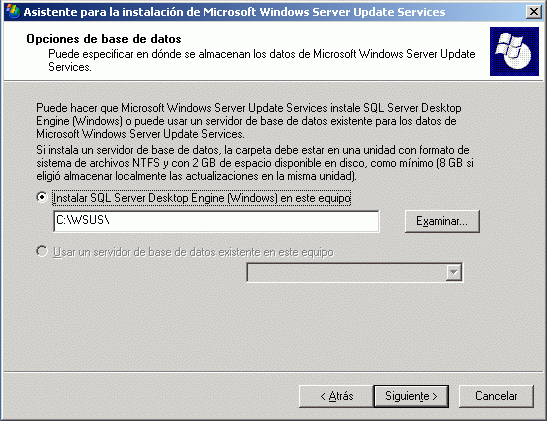 Asistente para la instalación de Microsoft Windows Server Update Services
Opciones de base de datos
Puede especificar en dónde se almacenan los datos de Microsoft Windows Server Update
Services.
Puede hacer que Microsoft Windows Server Update Services instale SQL Server Desktop
Engine (Windows) o puede usar un servidor de base de datos existente para los datos de
Microsoft Windows Server Update Services.
Si instala un servidor de base de datos, la carpeta debe estar en una unidad con formato de
sistema de archivos NTFS y con 2 GB de espacio disponible en disco, como mínimo (8 GB si
eligió almacenar localmente las actualizaciones en la misma unidad).
Instalar SQL Server Desktop Engine (Windows) en este equipo
C:\WSUS\
Examinar...
Usar un servidor de base de datos existente en este equipo
< Atrás
Siguiente >
Cancelar